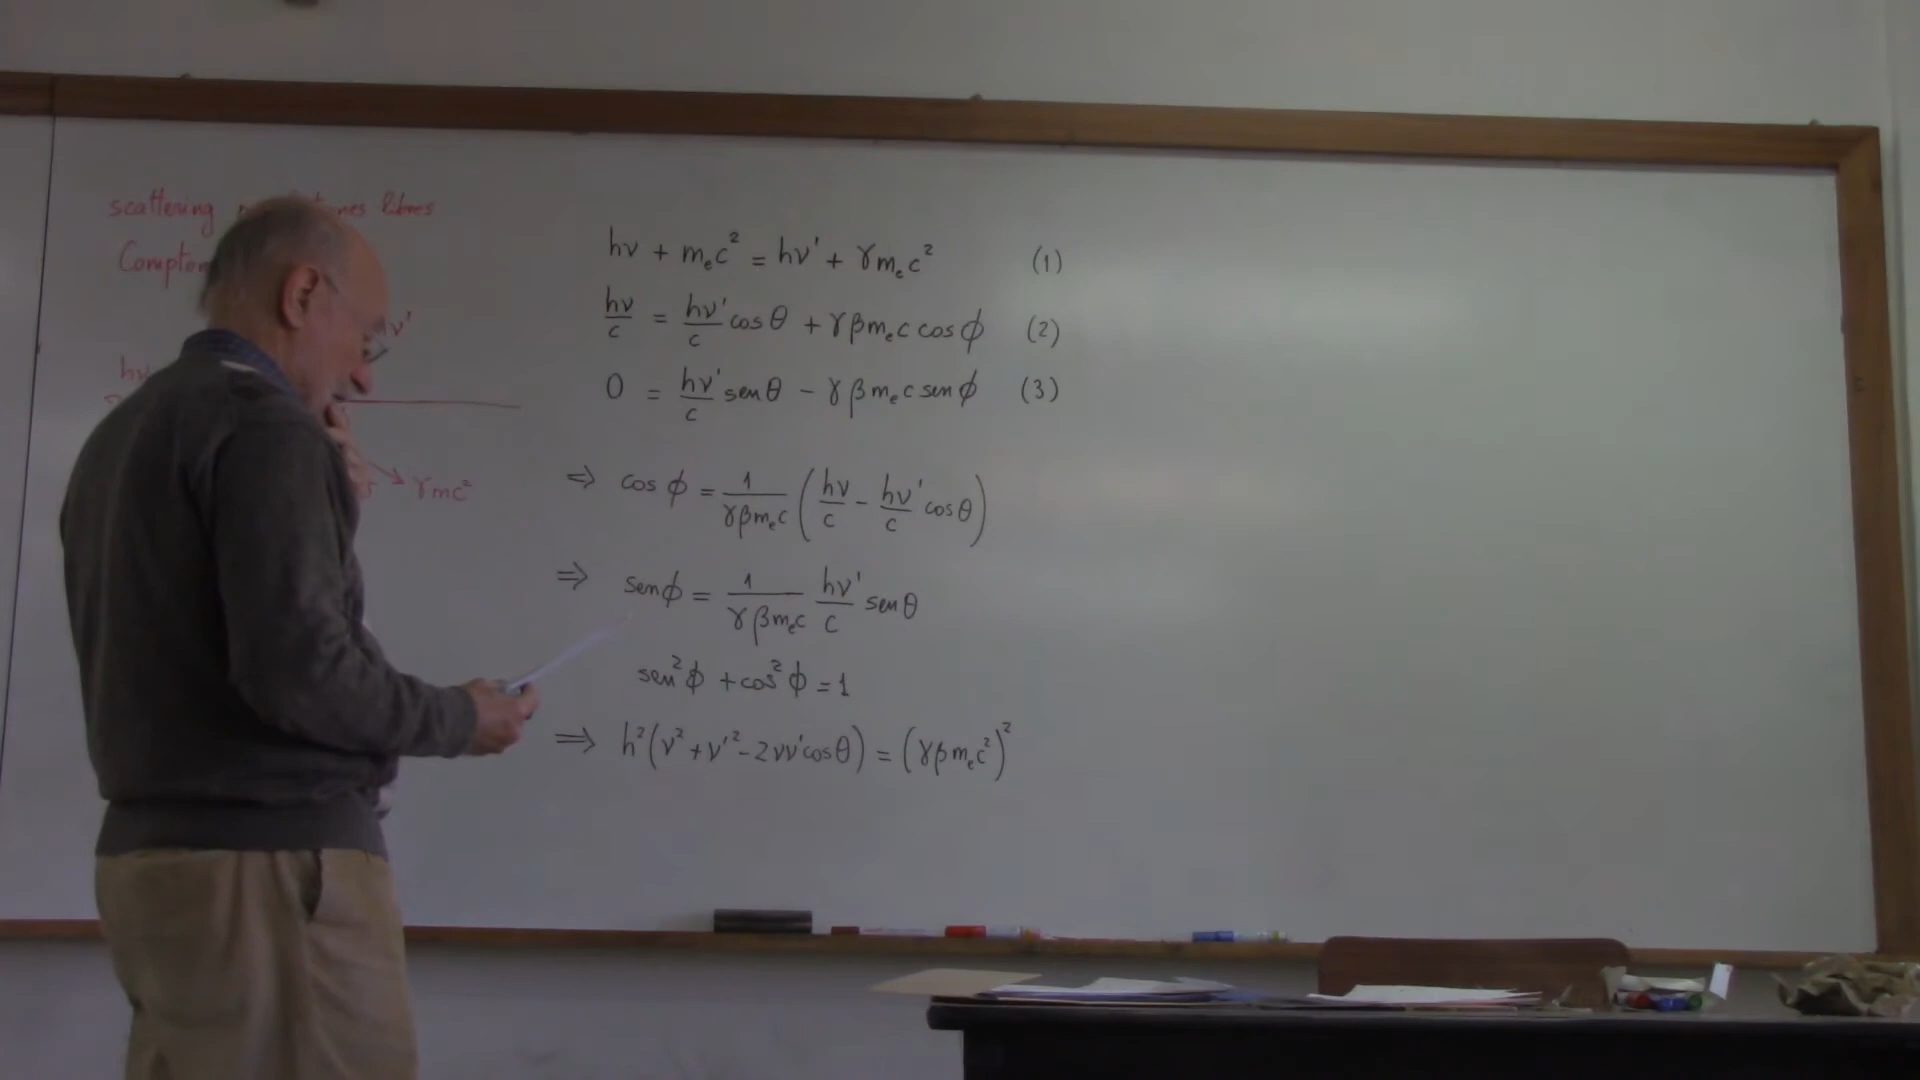 scattering libres
Compton
hν
ν'
γmc²
hν + mₑc² = hν' + γmₑc² (1)
hν/c = hν'/c cos θ + γβmₑc cos ϕ (2)
0 = hν'/c sen θ − γβmₑc sen ϕ (3)
⇒ cos ϕ = 1/(γβmₑc) (hν/c − hν'/c cos θ)
⇒ sen ϕ = 1/(γβmₑc) hν'/c sen θ
sen²ϕ + cos²ϕ = 1
⇒ h²(ν² + ν'² − 2νν'cos θ) = (γβmₑc²)²